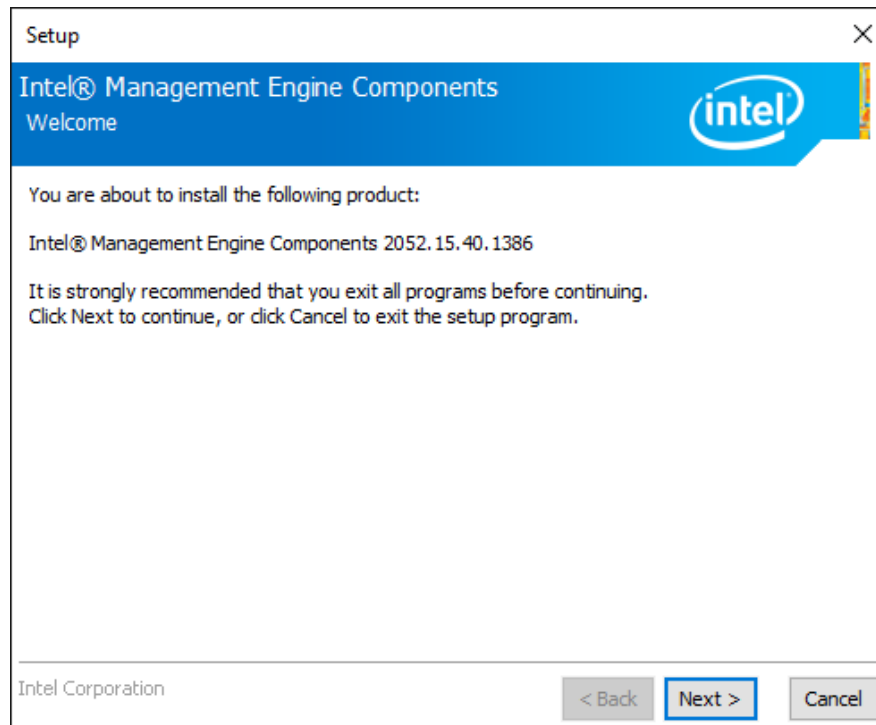 Setup
Intel® Management Engine Components
Welcome
intel
You are about to install the following product:
Intel® Management Engine Components 2052.15.40.1386
It is strongly recommended that you exit all programs before continuing.
Click Next to continue, or click Cancel to exit the setup program.
Intel Corporation
< Back Next > Cancel